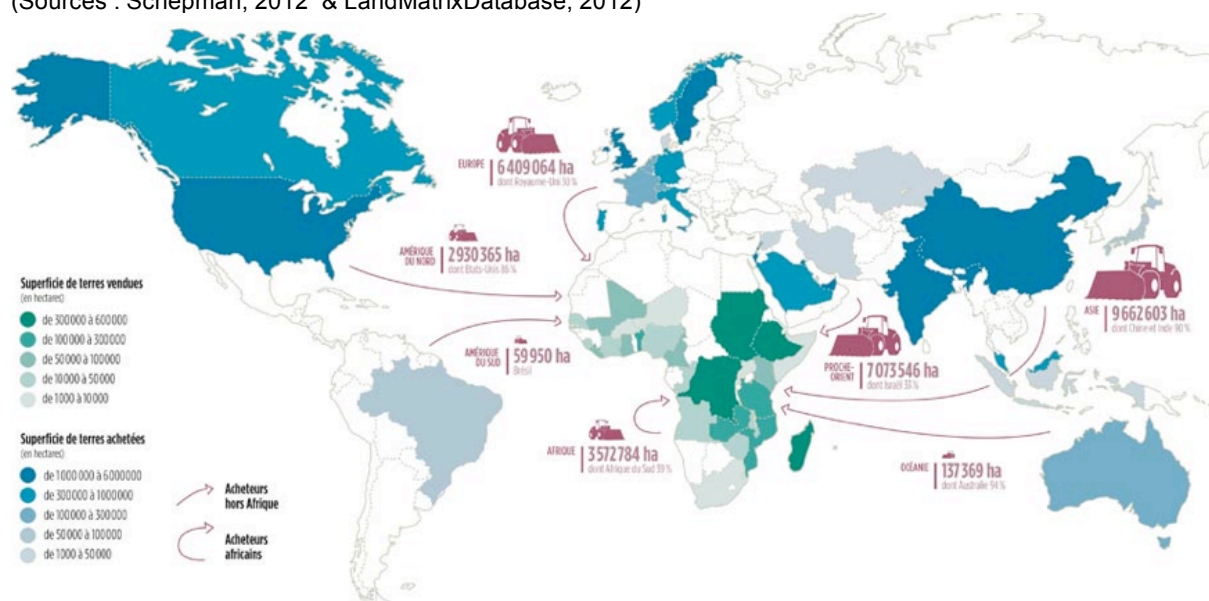 (Sources : Schepman, 2012 & LandMatrixDatabase, 2012)
EUROPE
6 409 064 ha
dont Royaume-Uni 30 %
AMÉRIQUE
DU NORD
2 930 365 ha
dont États-Unis 86 %
AMÉRIQUE
DU SUD
59 950 ha
Brésil
AFRIQUE
3 572 784 ha
dont Afrique du Sud 39 %
PROCHE-
ORIENT
7 073 546 ha
dont Israël 33 %
ASIE
9 662 603 ha
dont Chine et Inde 90 %
OCÉANIE
137 369 ha
dont Australie 94 %
Superficie de terres vendues
(en hectares)
de 300 000 à 600 000
de 100 000 à 300 000
de 50 000 à 100 000
de 10 000 à 50 000
de 1 000 à 10 000
Superficie de terres achetées
(en hectares)
de 1 000 000 à 6 000 000
de 300 000 à 1 000 000
de 100 000 à 300 000
de 50 000 à 100 000
de 1 000 à 50 000
Acheteurs
hors Afrique
Acheteurs
africains